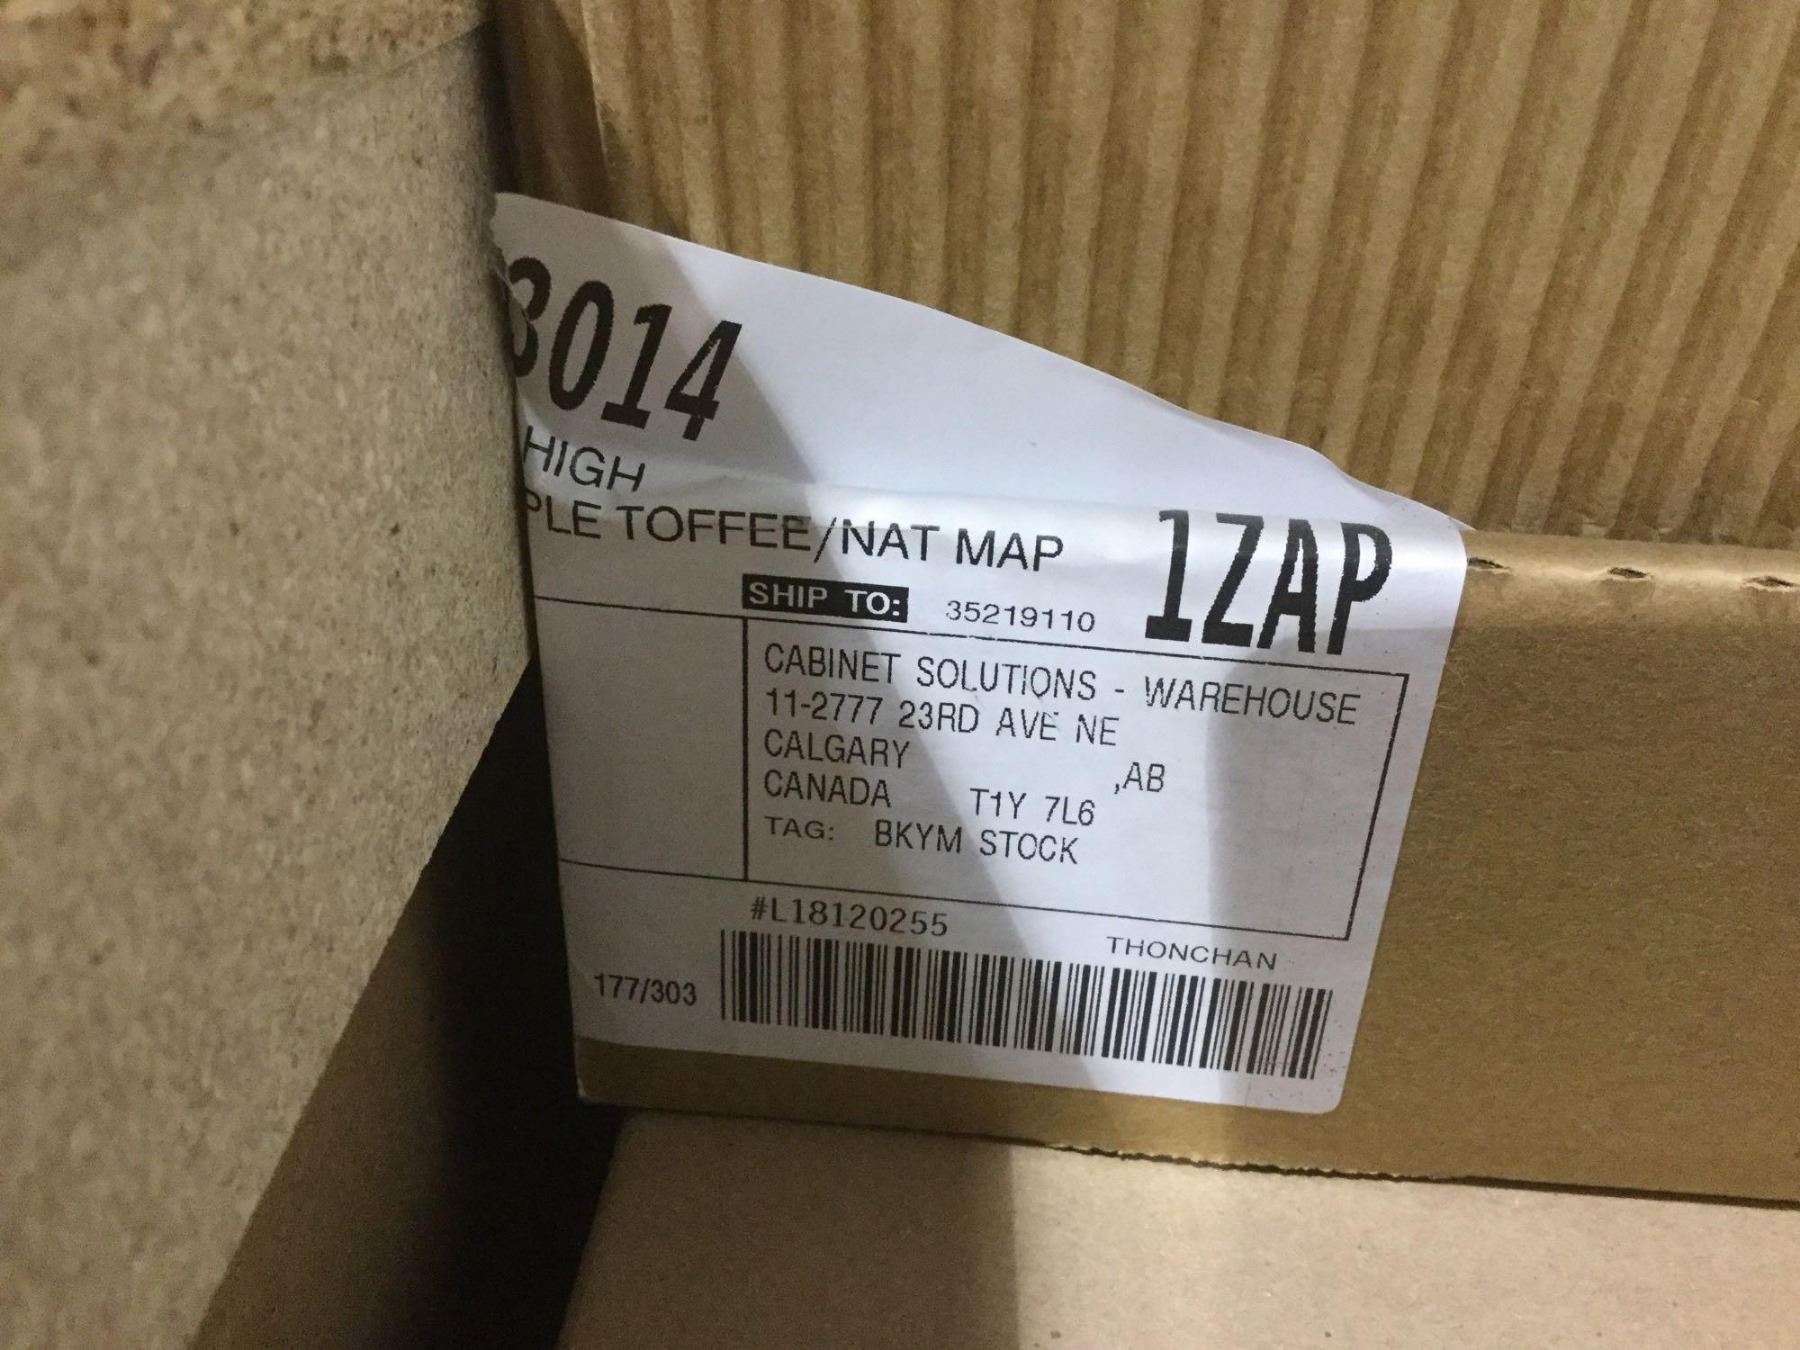 3014
HIGH
PLE TOFFEE/NAT MAP
1ZAP
SHIP TO: 35219110
CABINET SOLUTIONS - WAREHOUSE
11-2777 23RD AVE NE
CALGARY ,AB
CANADA T1Y 7L6
TAG: BKYM STOCK
#L18120255
THONCHAN
177/303